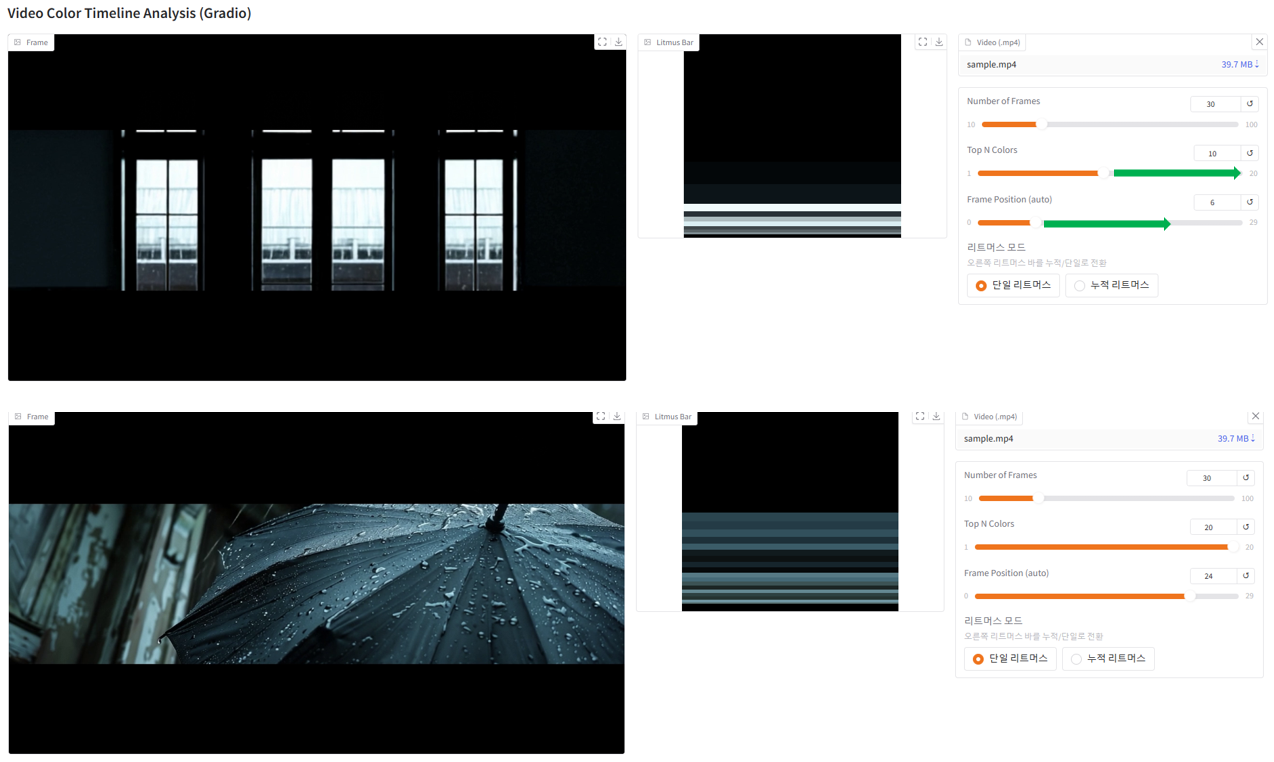 Video Color Timeline Analysis (Gradio)
Frame
Litmus Bar
Video (.mp4)
sample.mp4
39.7 MB ↓
Number of Frames
30
10
100
Top N Colors
10
1
20
Frame Position (auto)
6
0
29
리트머스 모드
오른쪽 리트머스 바를 누적/단일로 전환
단일 리트머스
누적 리트머스
Frame
Litmus Bar
Video (.mp4)
sample.mp4
39.7 MB ↓
Number of Frames
30
10
100
Top N Colors
20
1
20
Frame Position (auto)
24
0
29
리트머스 모드
오른쪽 리트머스 바를 누적/단일로 전환
단일 리트머스
누적 리트머스